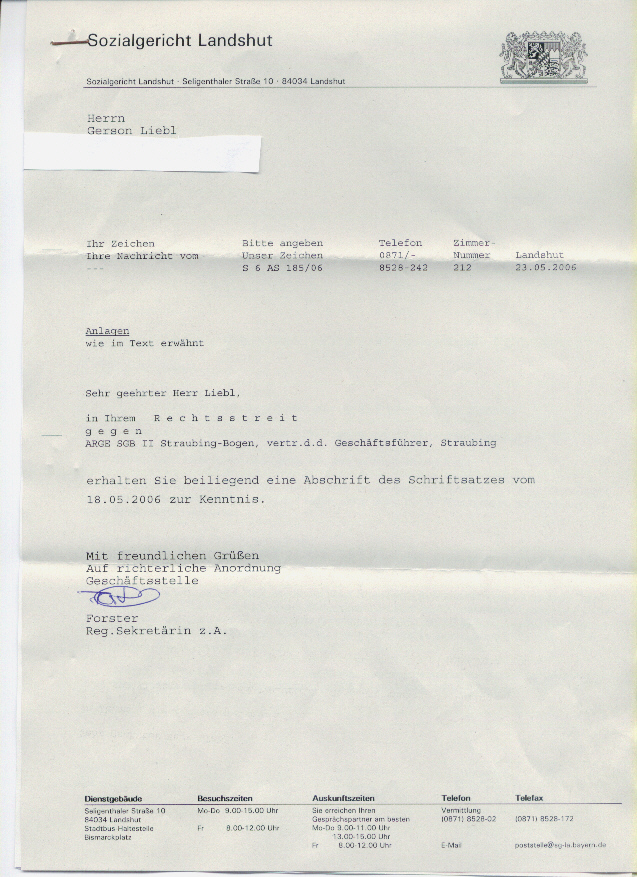 Sozialgericht Landshut
Sozialgericht Landshut · Seligenthaler Straße 10 · 84034 Landshut
Herrn
Gerson Liebl
Ihr Zeichen Bitte angeben Telefon Zimmer-
Ihre Nachricht vom Unser Zeichen 0871/- Nummer Landshut
--- S 6 AS 185/06 8528-242 212 23.05.2006
Anlagen
wie im Text erwähnt
Sehr geehrter Herr Liebl,
in Ihrem R e c h t s s t r e i t
g e g e n
ARGE SGB II Straubing-Bogen, vertr.d.d. Geschäftsführer, Straubing
erhalten Sie beiliegend eine Abschrift des Schriftsatzes vom
18.05.2006 zur Kenntnis.
Mit freundlichen Grüßen
Auf richterliche Anordnung
Geschäftsstelle
Forster
Reg.Sekretärin z.A.
Dienstgebäude Besuchszeiten Auskunftszeiten Telefon Telefax
Seligenthaler Straße 10 Mo-Do 9.00-15.00 Uhr Sie erreichen Ihren Vermittlung
84034 Landshut Gesprächspartner am besten (0871) 8528-02 (0871) 8528-172
Stadtbus-Haltestelle Fr 8.00-12.00 Uhr Mo-Do 9.00-11.00 Uhr
Bismarckplatz 13.00-15.00 Uhr
Fr 8.00-12.00 Uhr E-Mail poststelle@sg-la.bayern.de